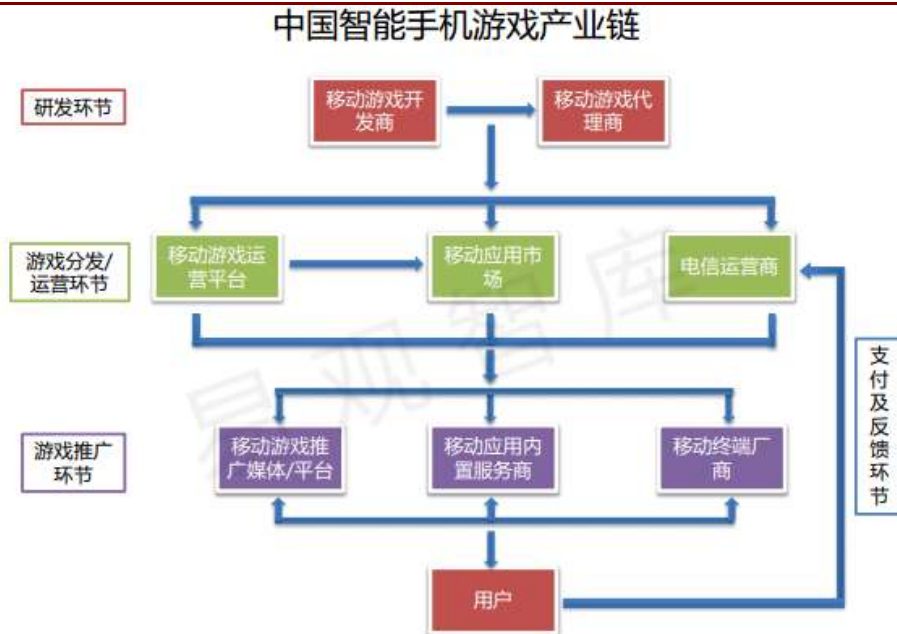 中国智能手机游戏产业链
研发环节
移动游戏开
发商
移动游戏代
理商
游戏分发/
运营环节
移动游戏运
营平台
移动应用市
场
电信运营商
支
付
及
反
馈
环
节
游戏推广
环节
移动游戏推
广媒体/平台
移动应用内
置服务商
移动终端厂
商
用户
易观智库